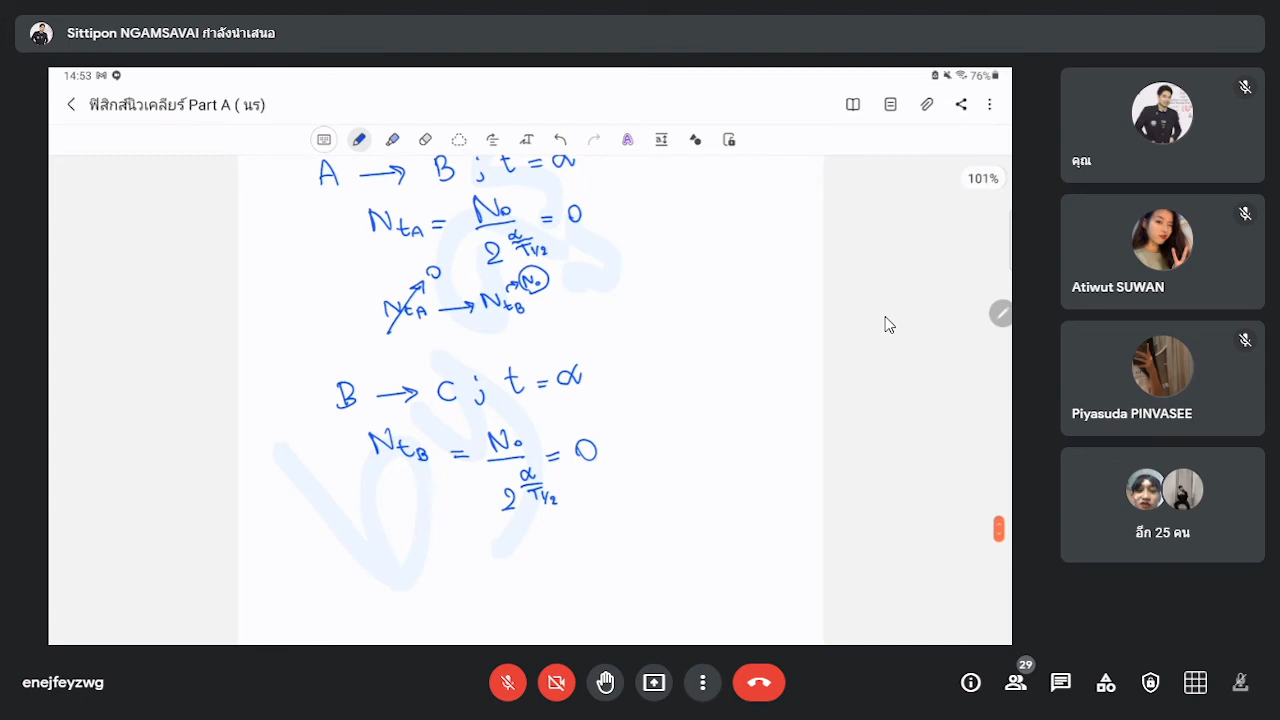 Sittipon NGAMSAVAI กำลังนำเสนอ
14:53
76%
ฟิสิกส์นิวเคลียร์ Part A ( นร)
101%
A → B ; t = α
N_tA = N₀ / 2^(α/T½) = 0
N_tA → 0 → N_tB → N₀
B → C ; t = α
N_tB = N₀ / 2^(α/T½) = 0
by
คุณ
Atiwut SUWAN
Piyasuda PINVASEE
อีก 25 คน
enejfeyzwg
29